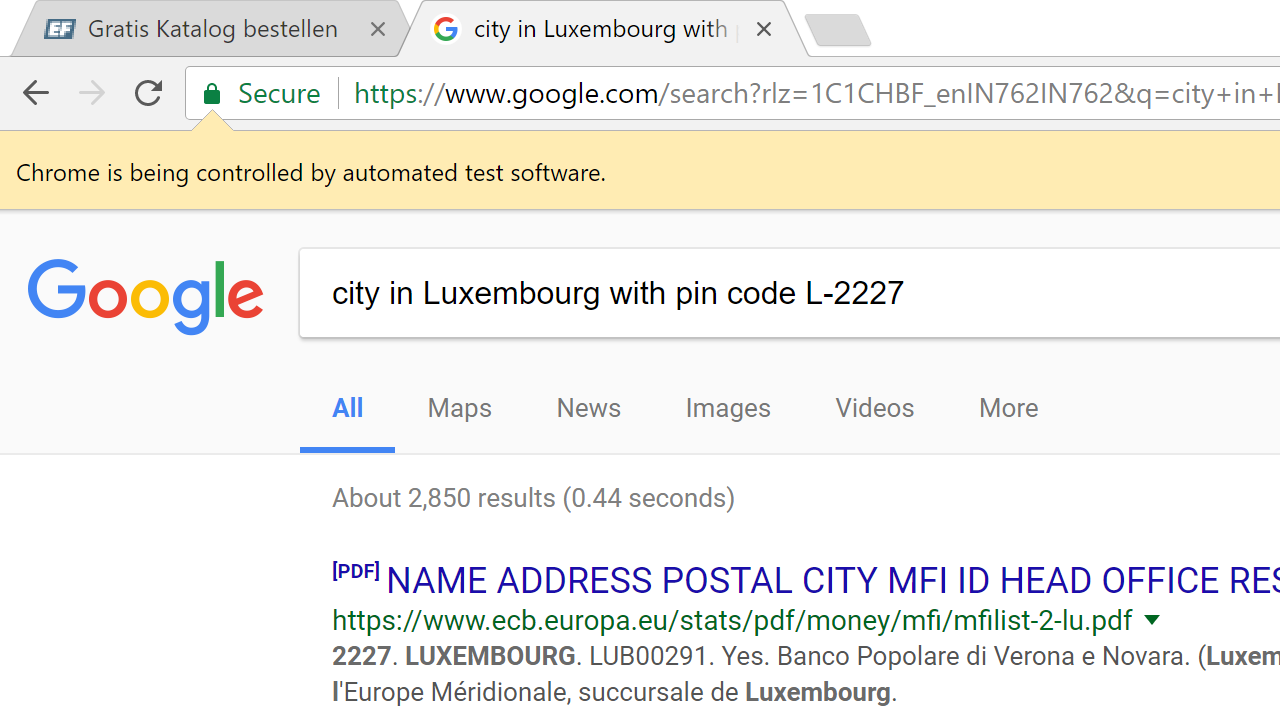 EF Gratis Katalog bestellen
city in Luxembourg with
Secure https://www.google.com/search?rlz=1C1CHBF_enIN762IN762&q=city+in+
Chrome is being controlled by automated test software.
Google
city in Luxembourg with pin code L-2227
All Maps News Images Videos More
About 2,850 results (0.44 seconds)
[PDF] NAME ADDRESS POSTAL CITY MFI ID HEAD OFFICE RES
https://www.ecb.europa.eu/stats/pdf/money/mfi/mfilist-2-lu.pdf
2227. LUXEMBOURG. LUB00291. Yes. Banco Popolare di Verona e Novara. (Luxem
l'Europe Méridionale, succursale de Luxembourg.